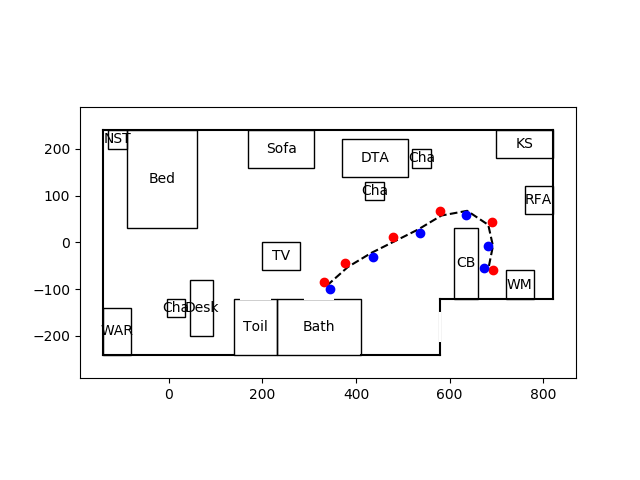 NST
Bed
Sofa
DTA
Cha
Cha
KS
RFA
TV
CB
WM
WAR
Cha
Desk
Toil
Bath
200
100
0
−100
−200
0
200
400
600
800